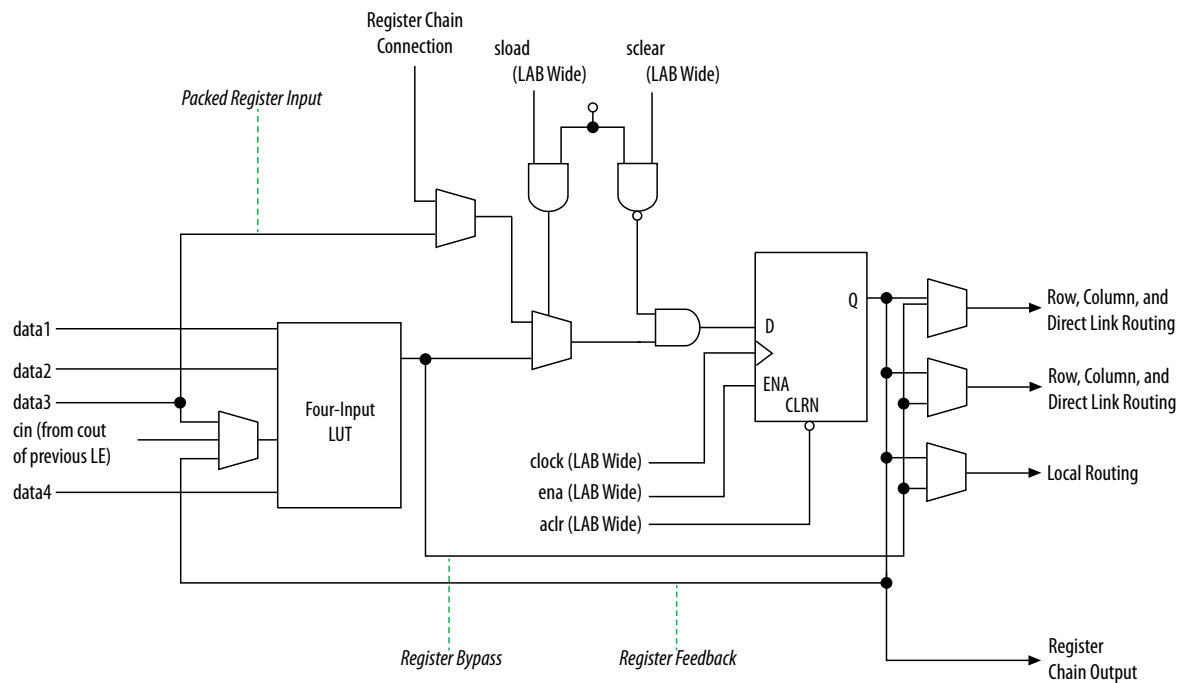 Register Chain
Connection
sload
(LAB Wide)
sclear
(LAB Wide)
Packed Register Input
data1
data2
data3
cin (from cout
of previous LE)
data4
Four-Input
LUT
D
Q
ENA
CLRN
clock (LAB Wide)
ena (LAB Wide)
aclr (LAB Wide)
Row, Column, and
Direct Link Routing
Row, Column, and
Direct Link Routing
Local Routing
Register Bypass
Register Feedback
Register
Chain Output